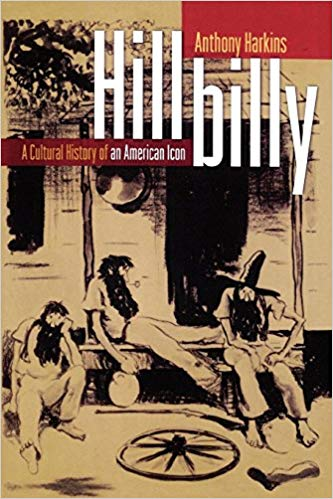 Anthony Harkins
Hill
billy
A Cultural History of an American Icon